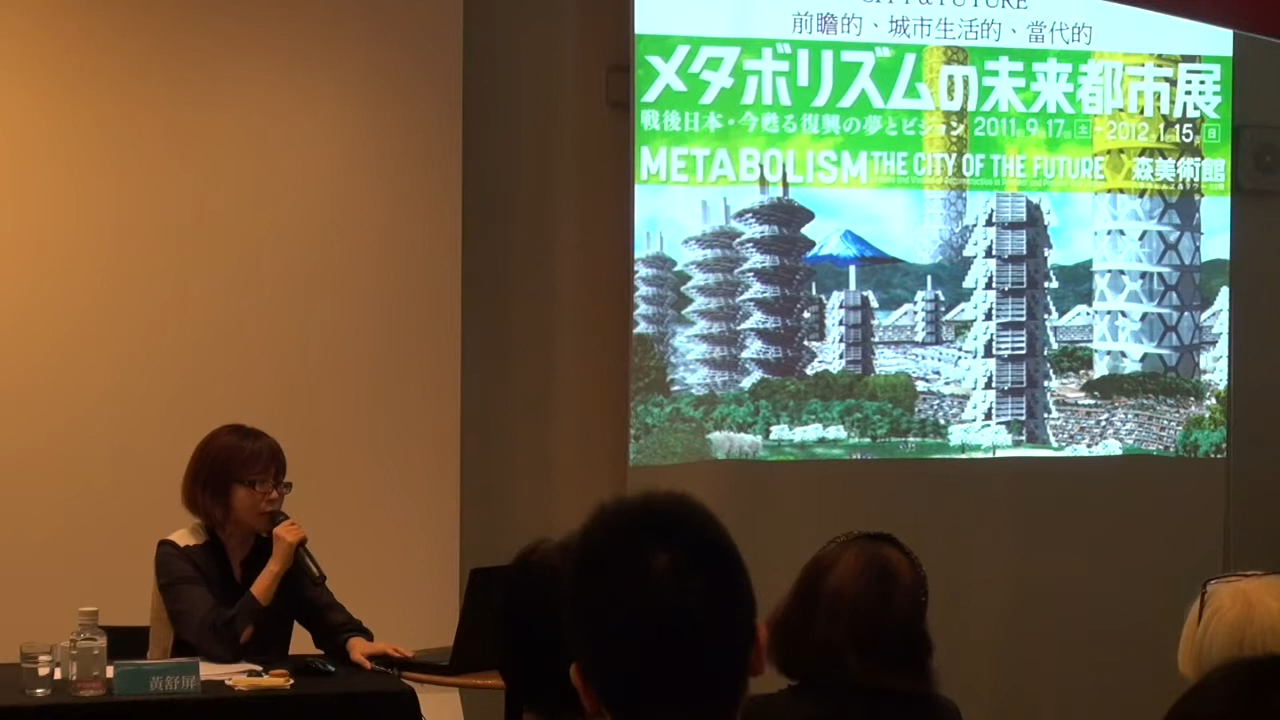 CITY & FUTURE
前瞻的、城市生活的、當代的
メタボリズムの未来都市展
戦後日本・今甦る復興の夢とビジョン 2011 9.17 土 - 2012.1.15 日
METABOLISM THE CITY OF THE FUTURE 森美術館
黃舒屏